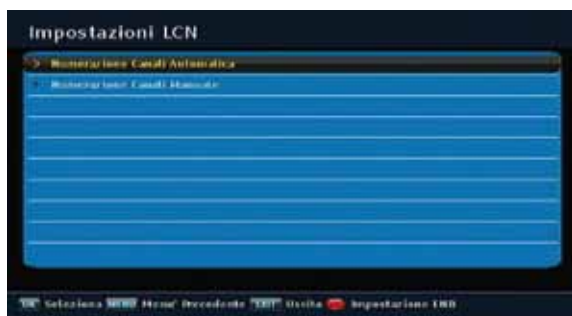 Impostazioni LCN
> Numerazione Canali Automatica
Numerazione Canali Manuale
OK Seleziona MENU Menu' Precedente EXIT Uscita Impostazione LNB